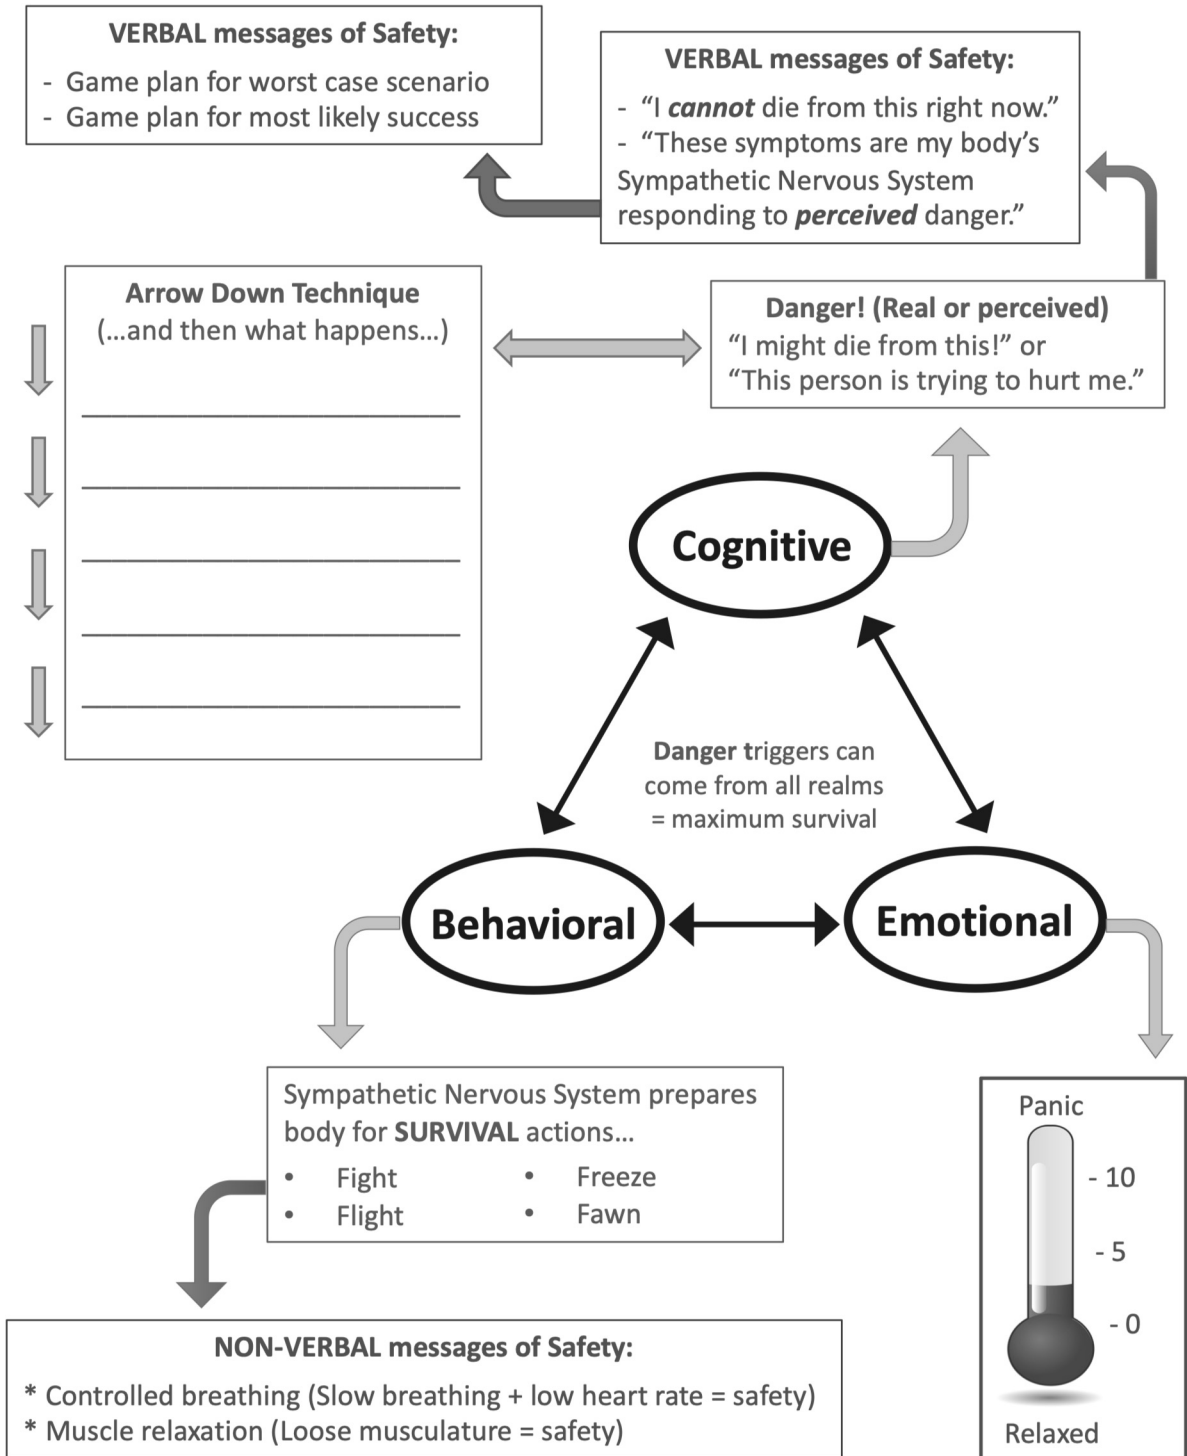 VERBAL messages of Safety:
- Game plan for worst case scenario
- Game plan for most likely success
VERBAL messages of Safety:
- “I cannot die from this right now.”
- “These symptoms are my body’s
Sympathetic Nervous System
responding to perceived danger.”
Arrow Down Technique
(...and then what happens...)
Danger! (Real or perceived)
“I might die from this!” or
“This person is trying to hurt me.”
Cognitive
Danger triggers can
come from all realms
= maximum survival
Behavioral
Emotional
Sympathetic Nervous System prepares
body for SURVIVAL actions...
• Fight • Freeze
• Flight • Fawn
Panic
- 10
- 5
- 0
Relaxed
NON-VERBAL messages of Safety:
* Controlled breathing (Slow breathing + low heart rate = safety)
* Muscle relaxation (Loose musculature = safety)